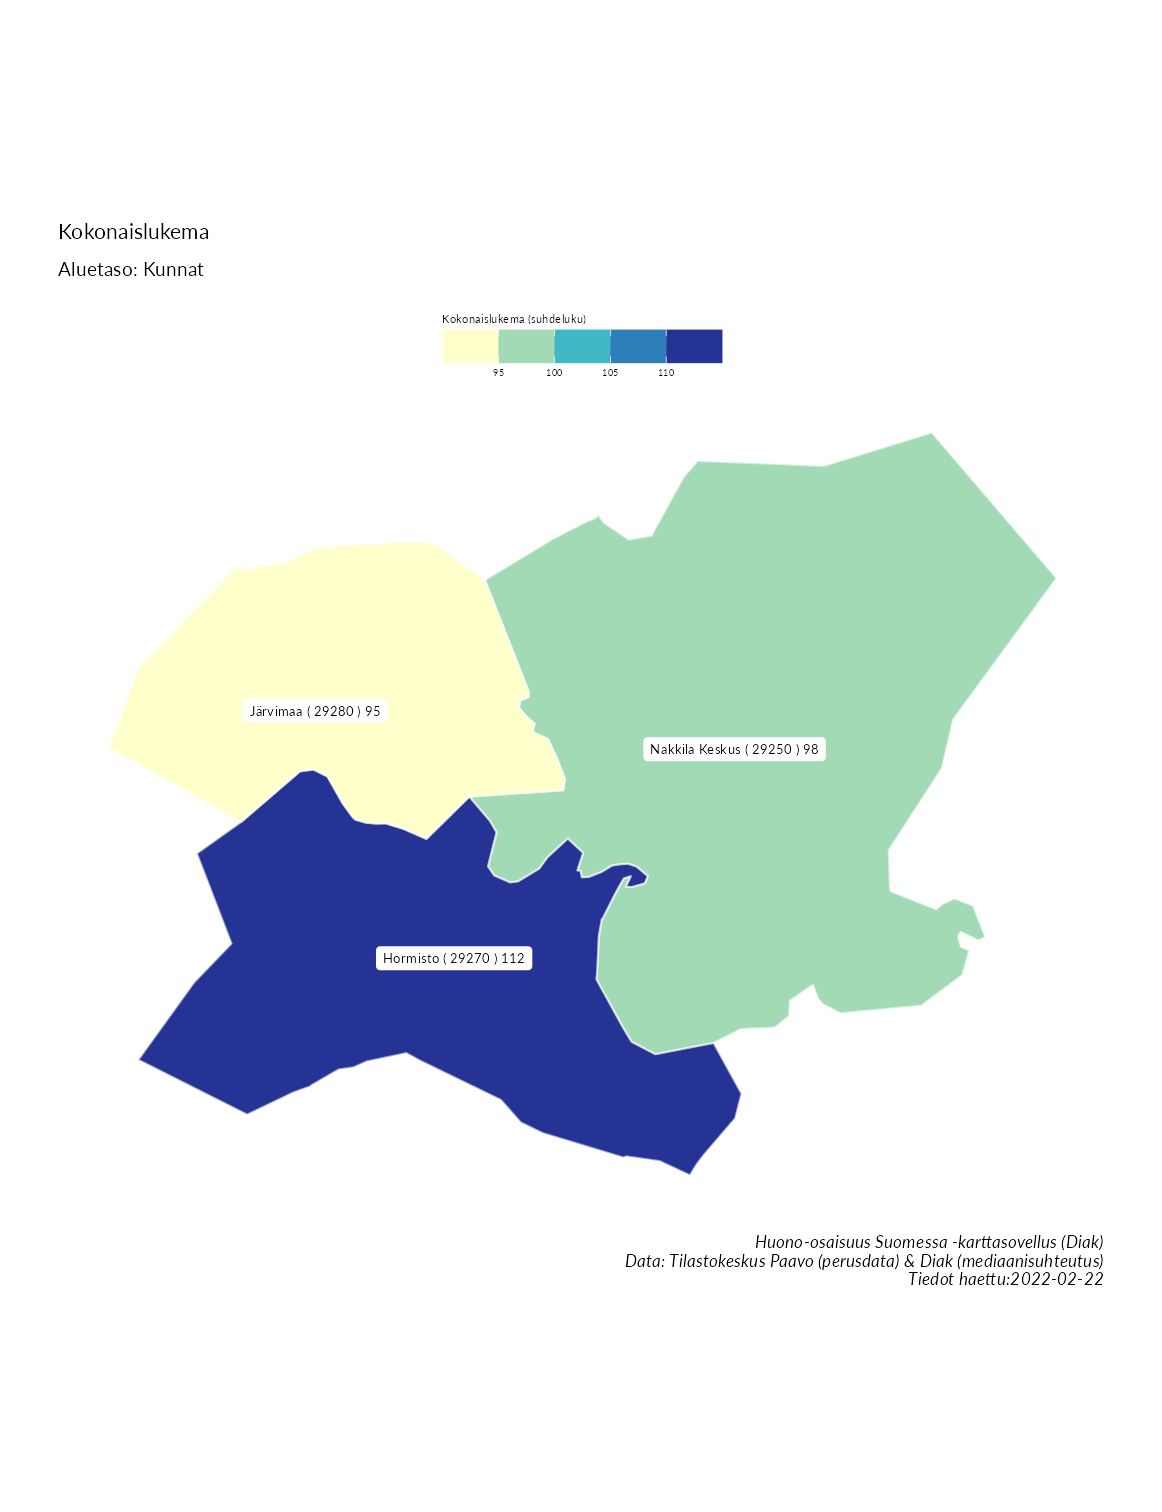 Kokonaislukema
Aluetaso: Kunnat
Kokonaislukema (suhdeluku)
95 100 105 110
Järvimaa ( 29280 ) 95
Nakkila Keskus ( 29250 ) 98
Hormisto ( 29270 ) 112
Huono-osaisuus Suomessa -karttasovellus (Diak)
Data: Tilastokeskus Paavo (perusdata) & Diak (mediaanisuhteutus)
Tiedot haettu:2022-02-22